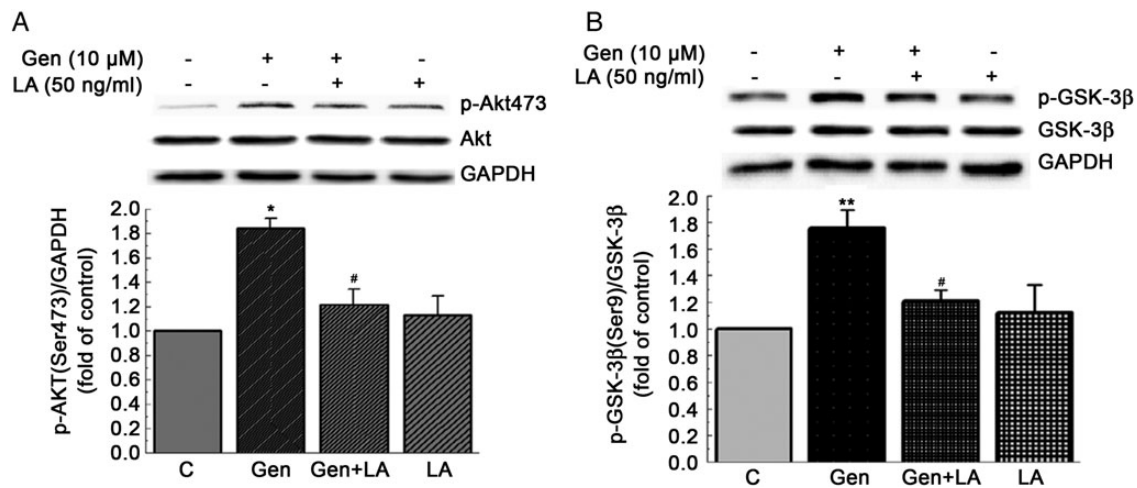 A
Gen (10 µM) - + + -
LA (50 ng/ml) - - + +
p-Akt473
Akt
GAPDH
p-AKT(Ser473)/GAPDH
(fold of control)
2.0
1.8
1.6
1.4
1.2
1.0
0.8
0.6
0.4
0.2
0.0
*
#
C Gen Gen+LA LA
B
Gen (10 µM) - + + -
LA (50 ng/ml) - - + +
p-GSK-3β
GSK-3β
GAPDH
p-GSK-3β(Ser9)/GSK-3β
(fold of control)
2.0
1.8
1.6
1.4
1.2
1.0
0.8
0.6
0.4
0.2
0.0
**
#
C Gen Gen+LA LA